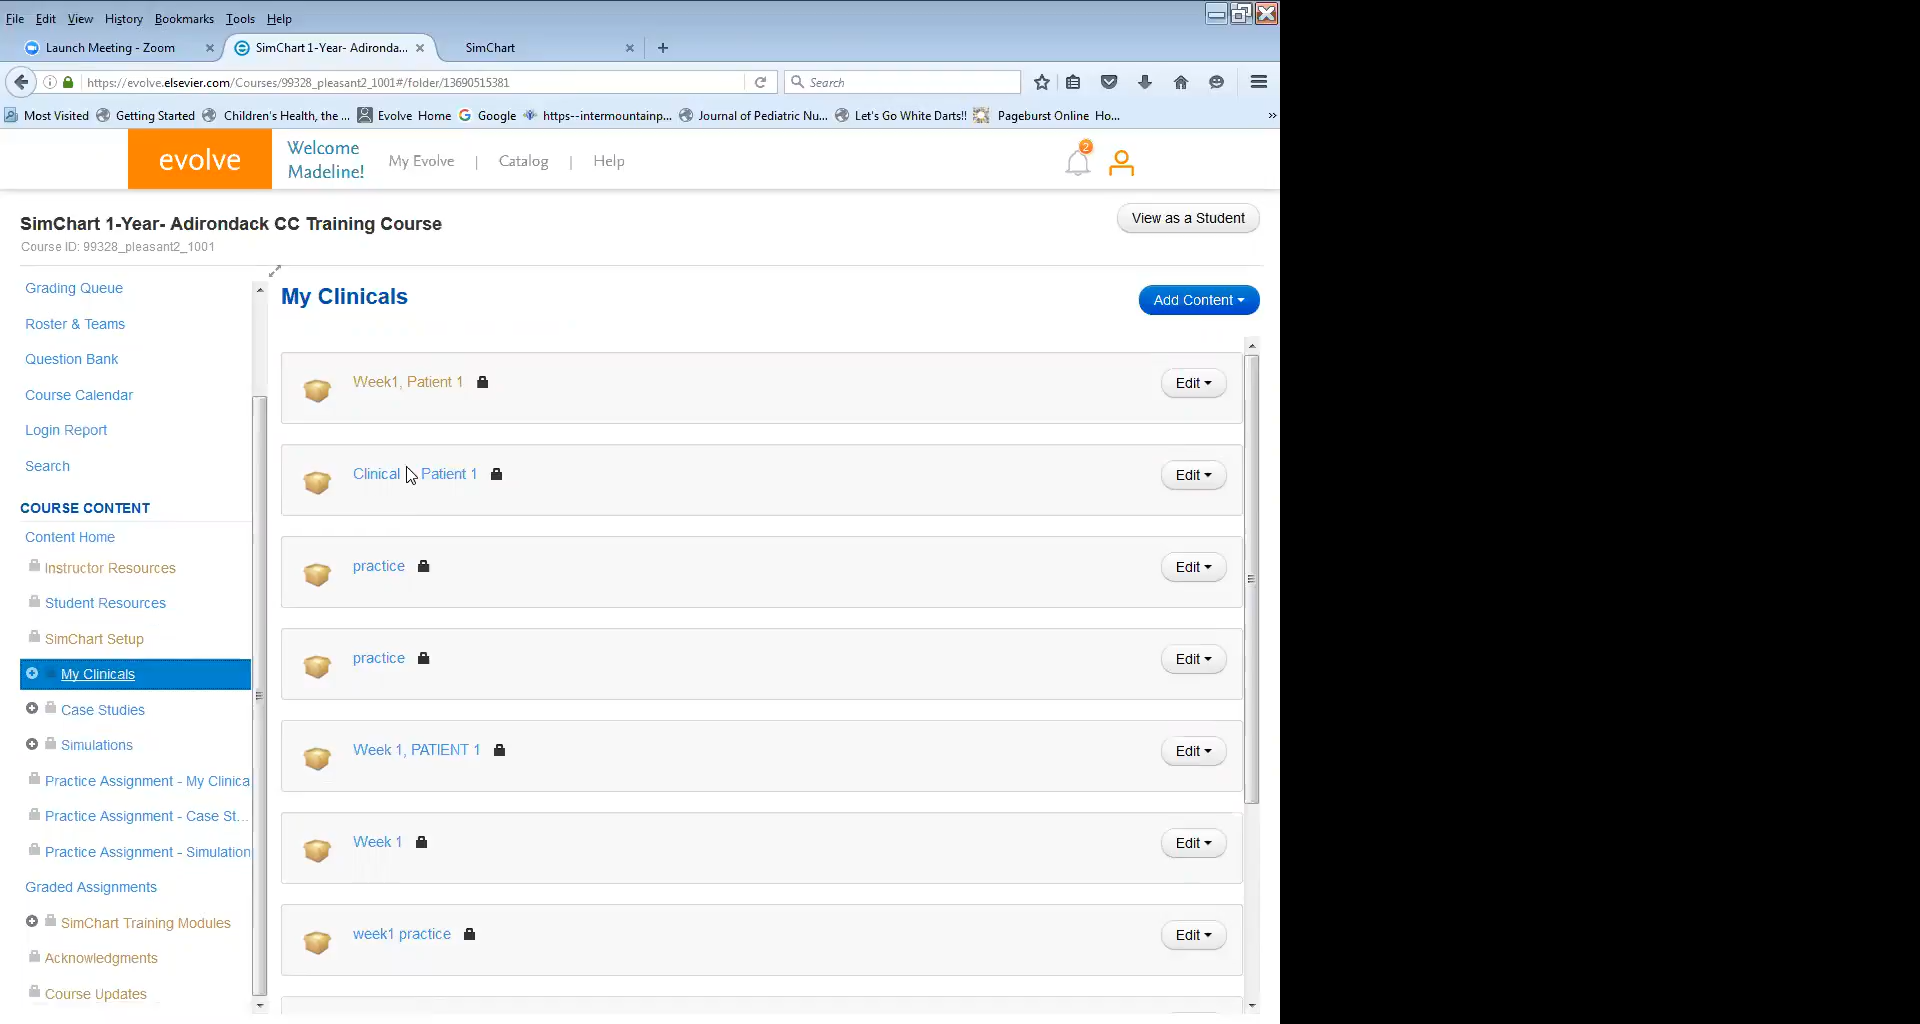 File Edit View History Bookmarks Tools Help
Launch Meeting - Zoom
SimChart 1-Year- Adironda...
SimChart
https://evolve.elsevier.com/Courses/99328_pleasant2_1001#/folder/13690515381
Search
Most Visited Getting Started Children's Health, the ... Evolve Home Google https--intermountainp... Journal of Pediatric Nu... Let's Go White Darts!! Pageburst Online Ho... »
evolve
Welcome
Madeline!
My Evolve | Catalog | Help
2
SimChart 1-Year- Adirondack CC Training Course
Course ID: 99328_pleasant2_1001
View as a Student
Grading Queue
Roster & Teams
Question Bank
Course Calendar
Login Report
Search
COURSE CONTENT
Content Home
Instructor Resources
Student Resources
SimChart Setup
My Clinicals
Case Studies
Simulations
Practice Assignment - My Clinica
Practice Assignment - Case St...
Practice Assignment - Simulation
Graded Assignments
SimChart Training Modules
Acknowledgments
Course Updates
My Clinicals
Add Content
Week1, Patient 1
Edit
Clinical Patient 1
Edit
practice
Edit
practice
Edit
Week 1, PATIENT 1
Edit
Week 1
Edit
week1 practice
Edit